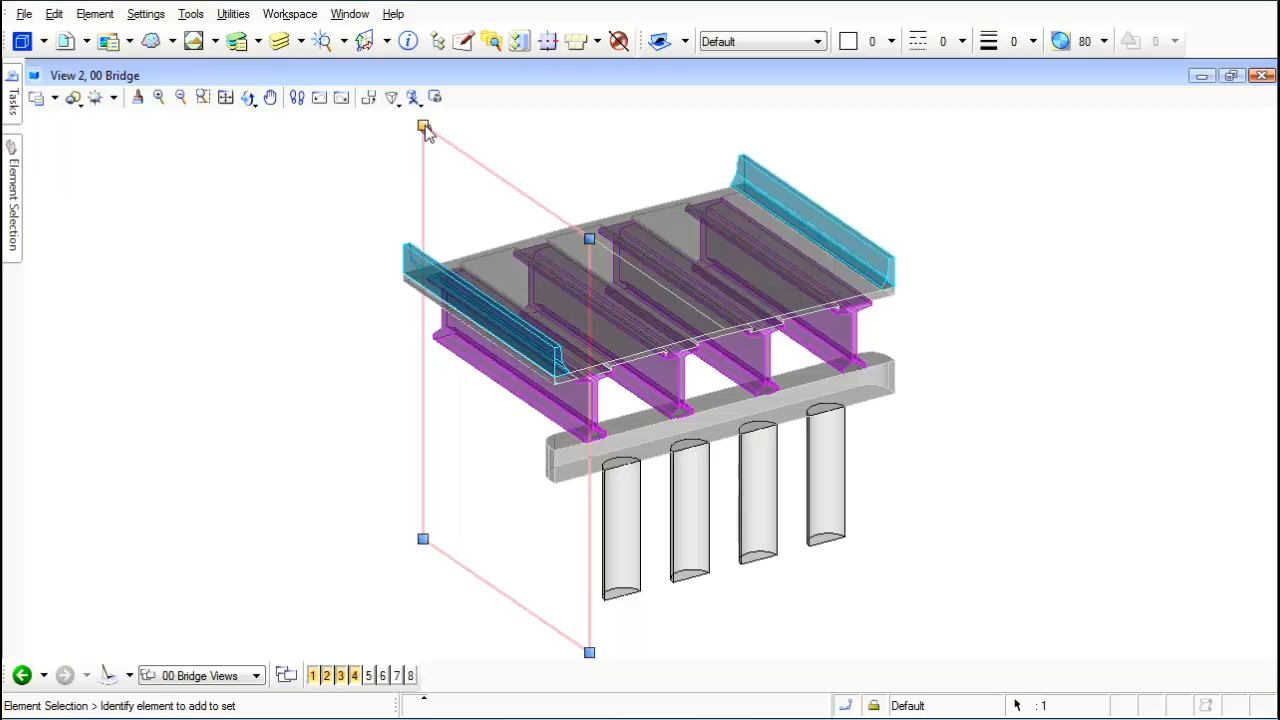 File Edit Element Settings Tools Utilities Workspace Window Help
Default 0 0 0 80 0
View 2, 00 Bridge
Tasks
Element Selection
00 Bridge Views 1 2 3 4 5 6 7 8
Element Selection > Identify element to add to set Default : 1